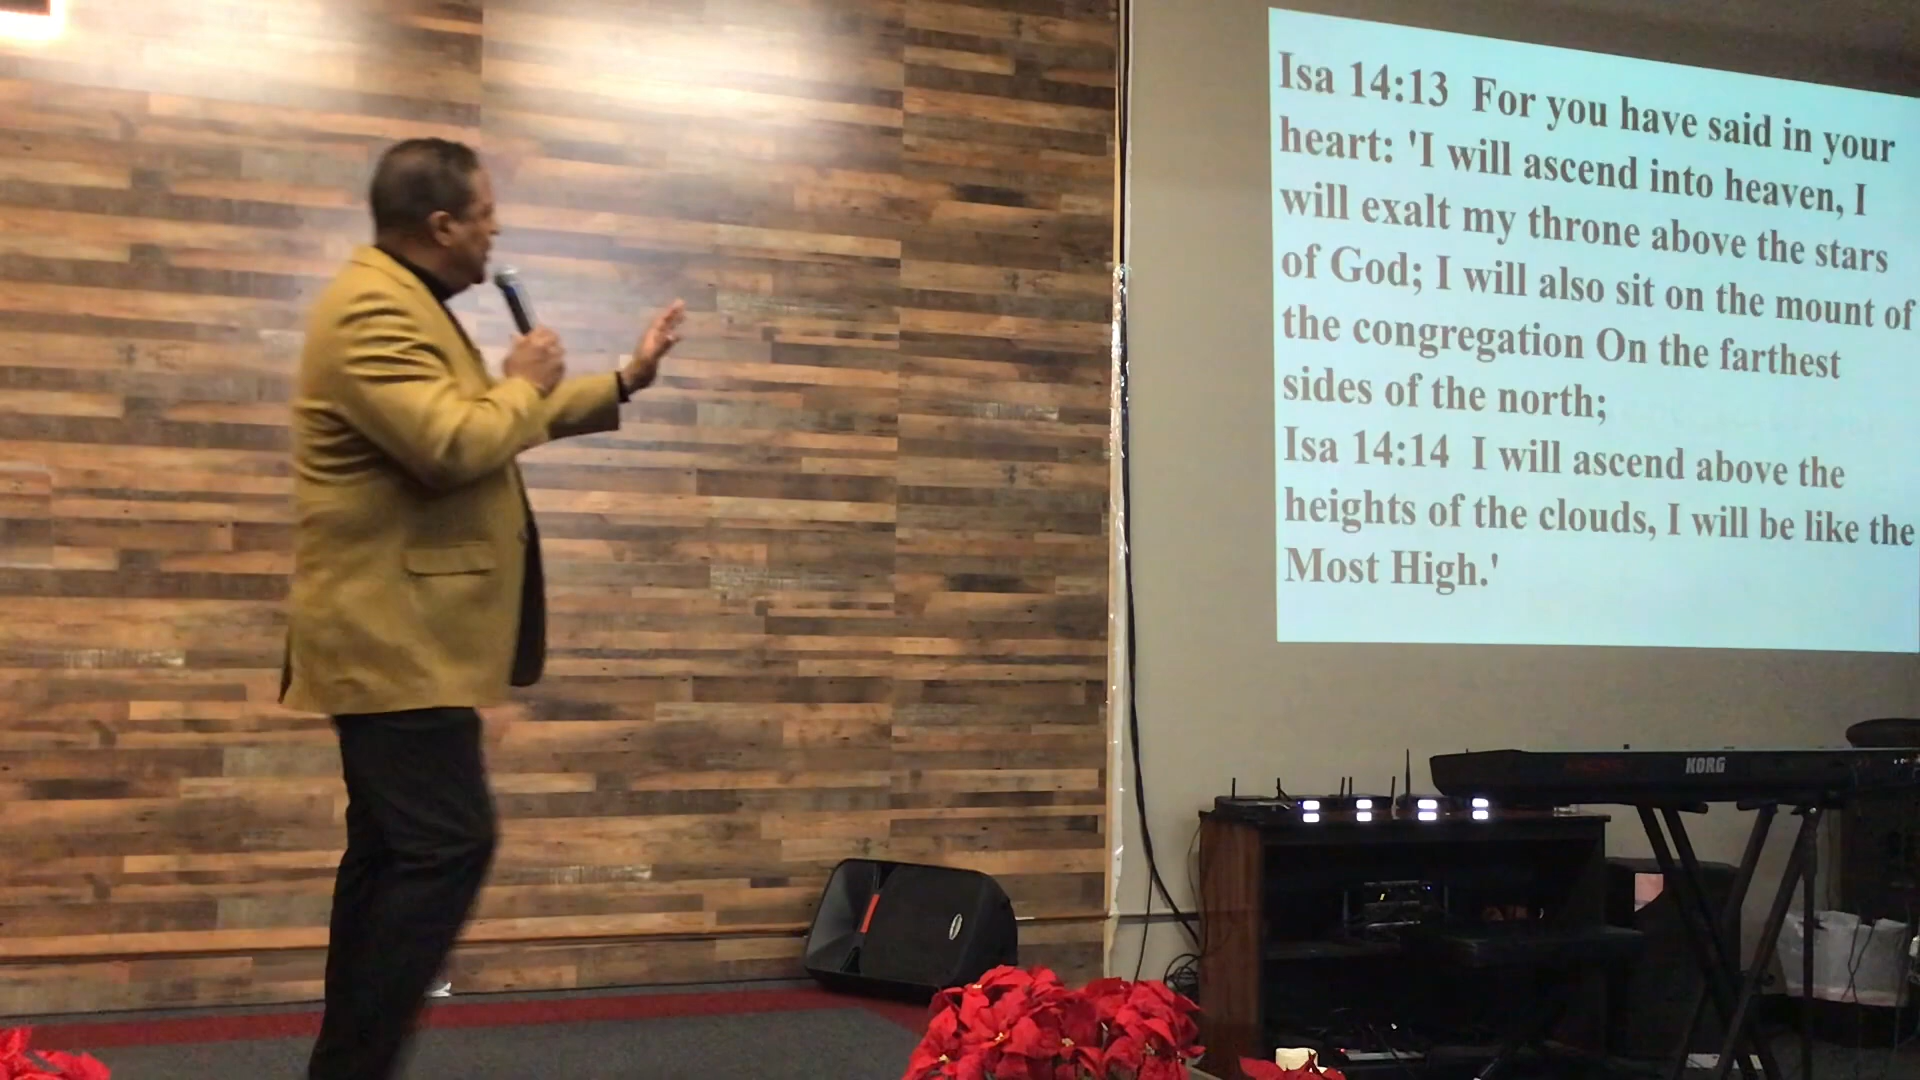 Isa 14:13 For you have said in your
heart: 'I will ascend into heaven, I
will exalt my throne above the stars
of God; I will also sit on the mount of
the congregation On the farthest
sides of the north;
Isa 14:14 I will ascend above the
heights of the clouds, I will be like the
Most High.'
KORG